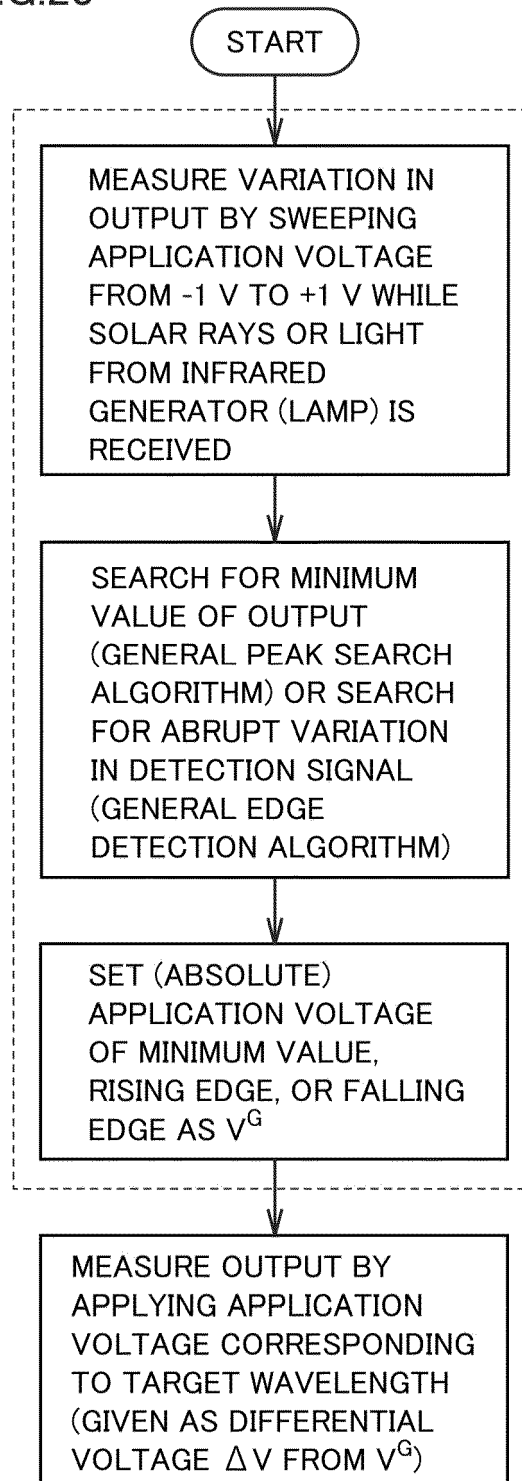 START
MEASURE VARIATION IN
OUTPUT BY SWEEPING
APPLICATION VOLTAGE
FROM -1 V TO +1 V WHILE
SOLAR RAYS OR LIGHT
FROM INFRARED
GENERATOR (LAMP) IS
RECEIVED
SEARCH FOR MINIMUM
VALUE OF OUTPUT
(GENERAL PEAK SEARCH
ALGORITHM) OR SEARCH
FOR ABRUPT VARIATION
IN DETECTION SIGNAL
(GENERAL EDGE
DETECTION ALGORITHM)
SET (ABSOLUTE)
APPLICATION VOLTAGE
OF MINIMUM VALUE,
RISING EDGE, OR FALLING
EDGE AS V^G
MEASURE OUTPUT BY
APPLYING APPLICATION
VOLTAGE CORRESPONDING
TO TARGET WAVELENGTH
(GIVEN AS DIFFERENTIAL
VOLTAGE ΔV FROM V^G)